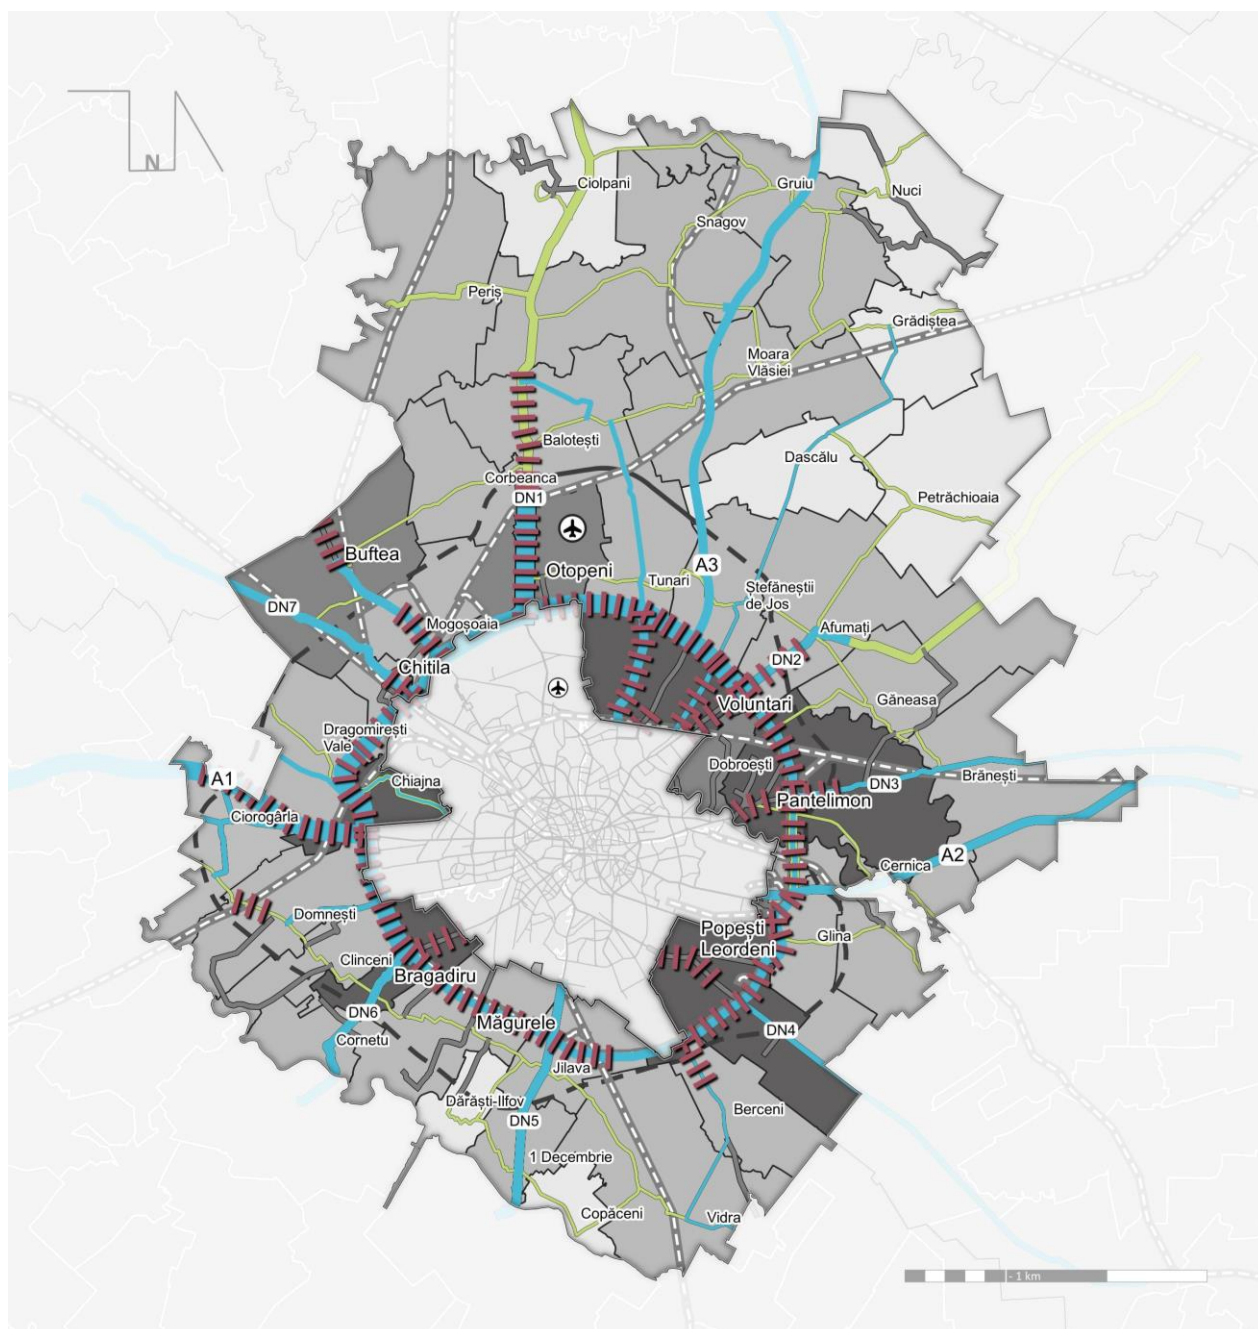 N
Ciolpani
Gruiu
Nuci
Snagov
Periș
Grădiștea
Moara
Vlăsiei
Balotești
Dascălu
Corbeanca
DN1
Petrăchioaia
Buftea
Otopeni
A3
Tunari
Ștefăneștii
de Jos
DN7
Mogoșoaia
Afumați
DN2
Chitila
Găneasa
Voluntari
Dragomirești
Vale
Dobroești
A1
Chiajna
DN3
Brănești
Pantelimon
Ciorogârla
A2
Cernica
Domnești
Popești
Leordeni
Glina
Clinceni
Bragadiru
DN6
Măgurele
DN4
Cornetu
Jilava
Dărăști-Ilfov
Berceni
DN5
1 Decembrie
Copăceni
Vidra
- 1 km